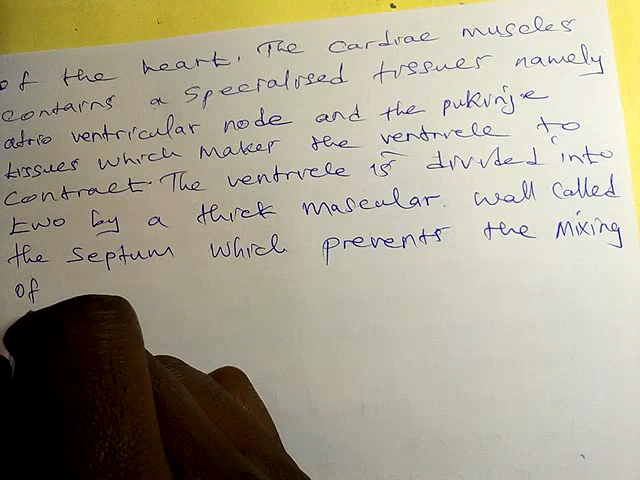 of the heart. The cardiac muscles
contains a specialised tissues namely
atrio ventricular node and the pukinje
tissues which maker the ventricle to
contract. The ventricle is divided into
two by a thick mascular wall called
the septum which prevents the mixing
of